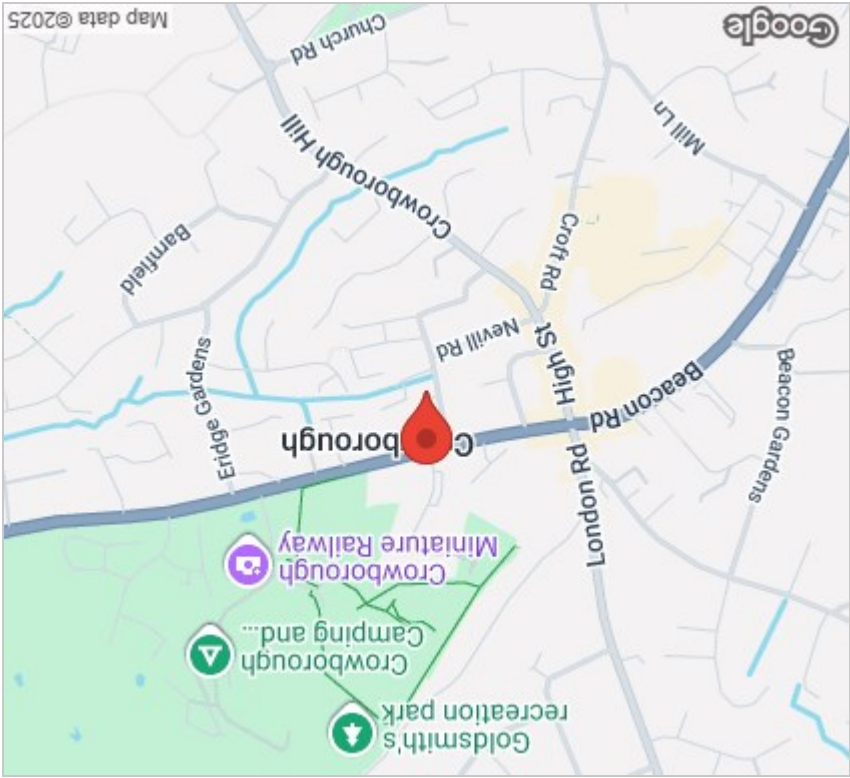 Goldsmith's
recreation park
Crowborough
Camping and...
Crowborough
Miniature Railway
London Rd
Beacon Gardens
Eridge Gardens
Crowborough
Beacon Rd
High St
Nevill Rd
Croft Rd
Barnfield
Crowborough Hill
Mill Ln
Church Rd
Google
Map data ©2025